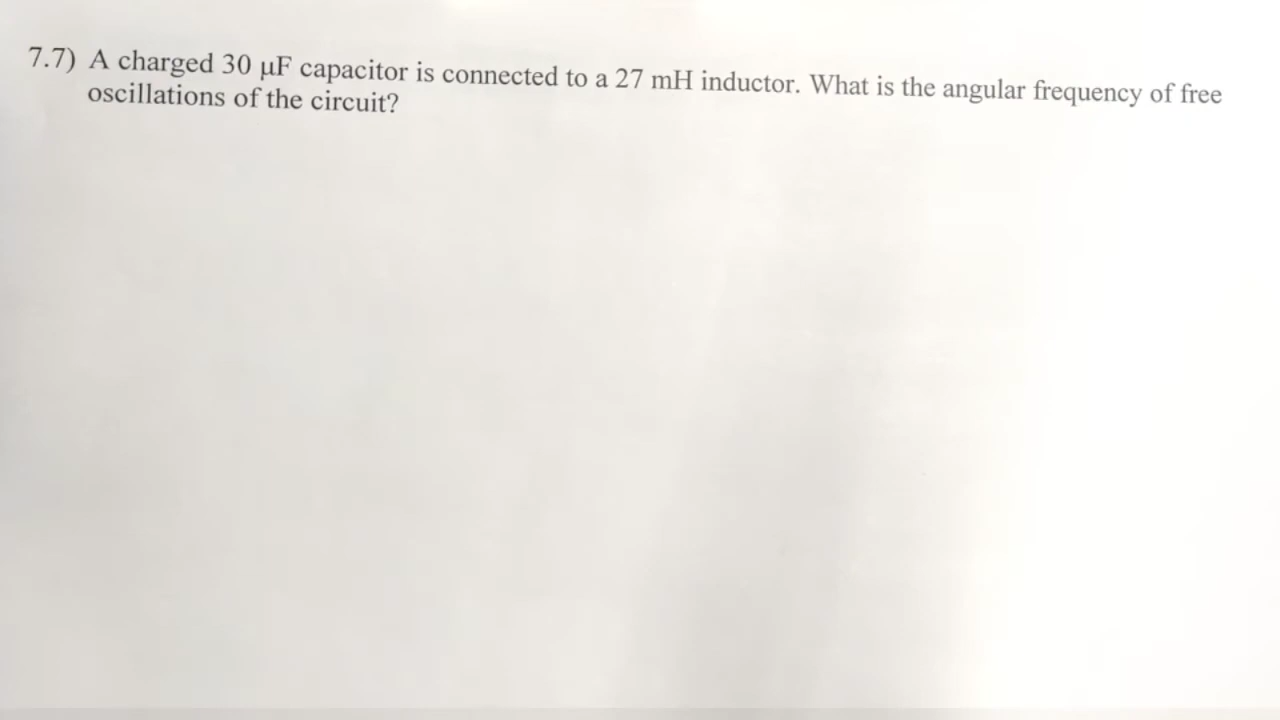 7.7) A charged 30 μF capacitor is connected to a 27 mH inductor. What is the angular frequency of free
oscillations of the circuit?